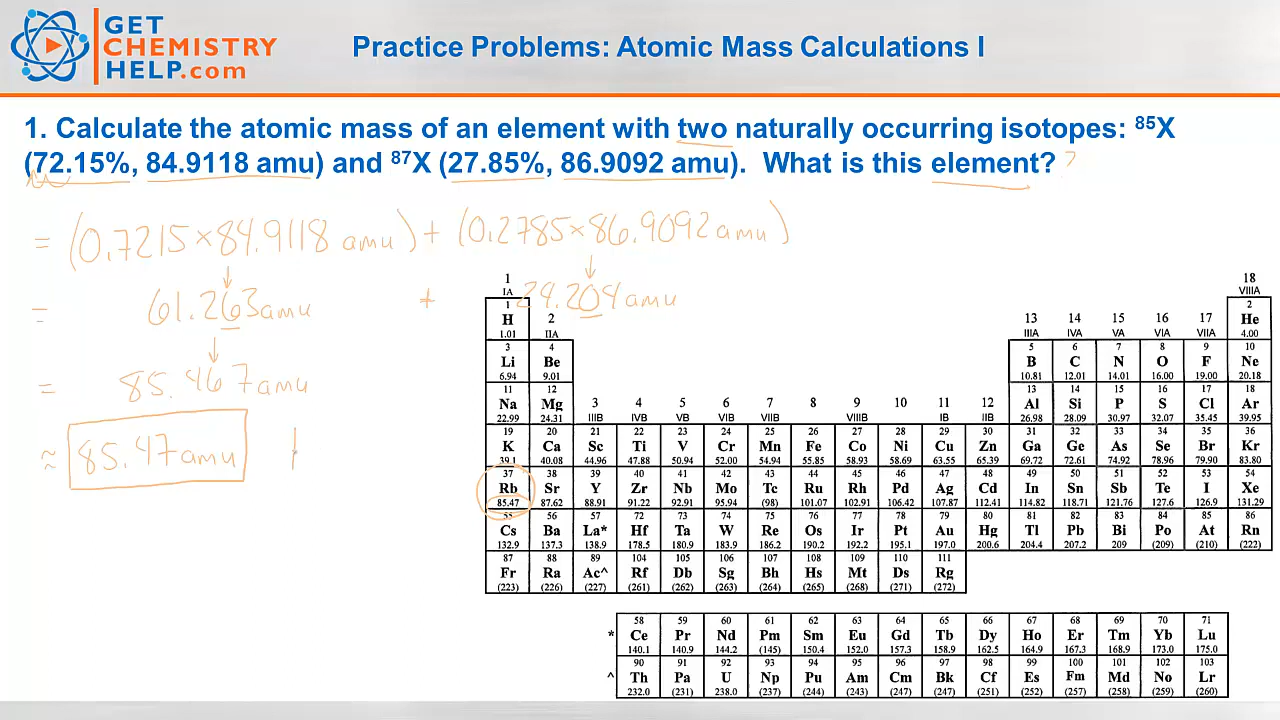 GET
CHEMISTRY
HELP.com
Practice Problems: Atomic Mass Calculations I
1. Calculate the atomic mass of an element with two naturally occurring isotopes: ⁸⁵X
(72.15%, 84.9118 amu) and ⁸⁷X (27.85%, 86.9092 amu). What is this element?
?
= (0.7215×84.9118 amu) + (0.2785×86.9092 amu)
= 61.263 amu + 24.204 amu
= 85.467 amu
≈ 85.47 amu
1 18
IA VIIIA
1 2
H 2 13 14 15 16 17 He
1.01 IIA IIIA IVA VA VIA VIIA 4.00
3 4 5 6 7 8 9 10
Li Be B C N O F Ne
6.94 9.01 10.81 12.01 14.01 16.00 19.00 20.18
11 12 13 14 15 16 17 18
Na Mg 3 4 5 6 7 8 9 10 11 12 Al Si P S Cl Ar
22.99 24.31 IIIB IVB VB VIB VIIB VIIIB IB IIB 26.98 28.09 30.97 32.07 35.45 39.95
19 20 21 22 23 24 25 26 27 28 29 30 31 32 33 34 35 36
K Ca Sc Ti V Cr Mn Fe Co Ni Cu Zn Ga Ge As Se Br Kr
39.1 40.08 44.96 47.88 50.94 52.00 54.94 55.85 58.93 58.69 63.55 65.39 69.72 72.61 74.92 78.96 79.90 83.80
37 38 39 40 41 42 43 44 45 46 47 48 49 50 51 52 53 54
Rb Sr Y Zr Nb Mo Tc Ru Rh Pd Ag Cd In Sn Sb Te I Xe
85.47 87.62 88.91 91.22 92.91 95.94 (98) 101.07 102.91 106.42 107.87 112.41 114.82 118.71 121.76 127.6 126.9 131.29
55 56 57 72 73 74 75 76 77 78 79 80 81 82 83 84 85 86
Cs Ba La* Hf Ta W Re Os Ir Pt Au Hg Tl Pb Bi Po At Rn
132.9 137.3 138.9 178.5 180.9 183.9 186.2 190.2 192.2 195.1 197.0 200.6 204.4 207.2 209 (209) (210) (222)
87 88 89 104 105 106 107 108 109 110 111
Fr Ra Ac^ Rf Db Sg Bh Hs Mt Ds Rg
(223) (226) (227) (261) (262) (263) (264) (265) (268) (271) (272)
58 59 60 61 62 63 64 65 66 67 68 69 70 71
* Ce Pr Nd Pm Sm Eu Gd Tb Dy Ho Er Tm Yb Lu
140.1 140.9 144.2 (145) 150.4 152.0 157.3 158.9 162.5 164.9 167.3 168.9 173.0 175.0
90 91 92 93 94 95 96 97 98 99 100 101 102 103
^ Th Pa U Np Pu Am Cm Bk Cf Es Fm Md No Lr
232.0 (231) 238.0 (237) (244) (243) (247) (247) (251) (252) (257) (258) (259) (260)